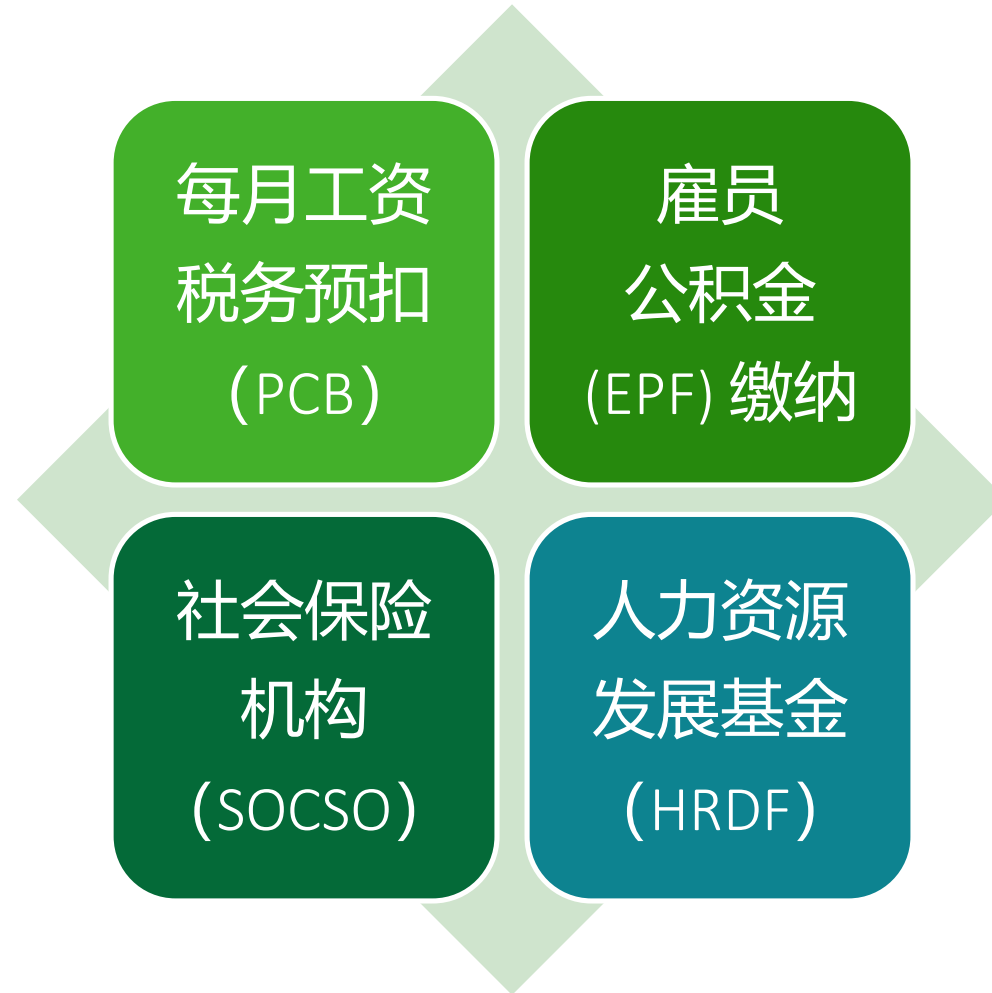 每月工资
税务预扣
(PCB)
雇员
公积金
(EPF) 缴纳
社会保险
机构
(SOCSO)
人力资源
发展基金
(HRDF)